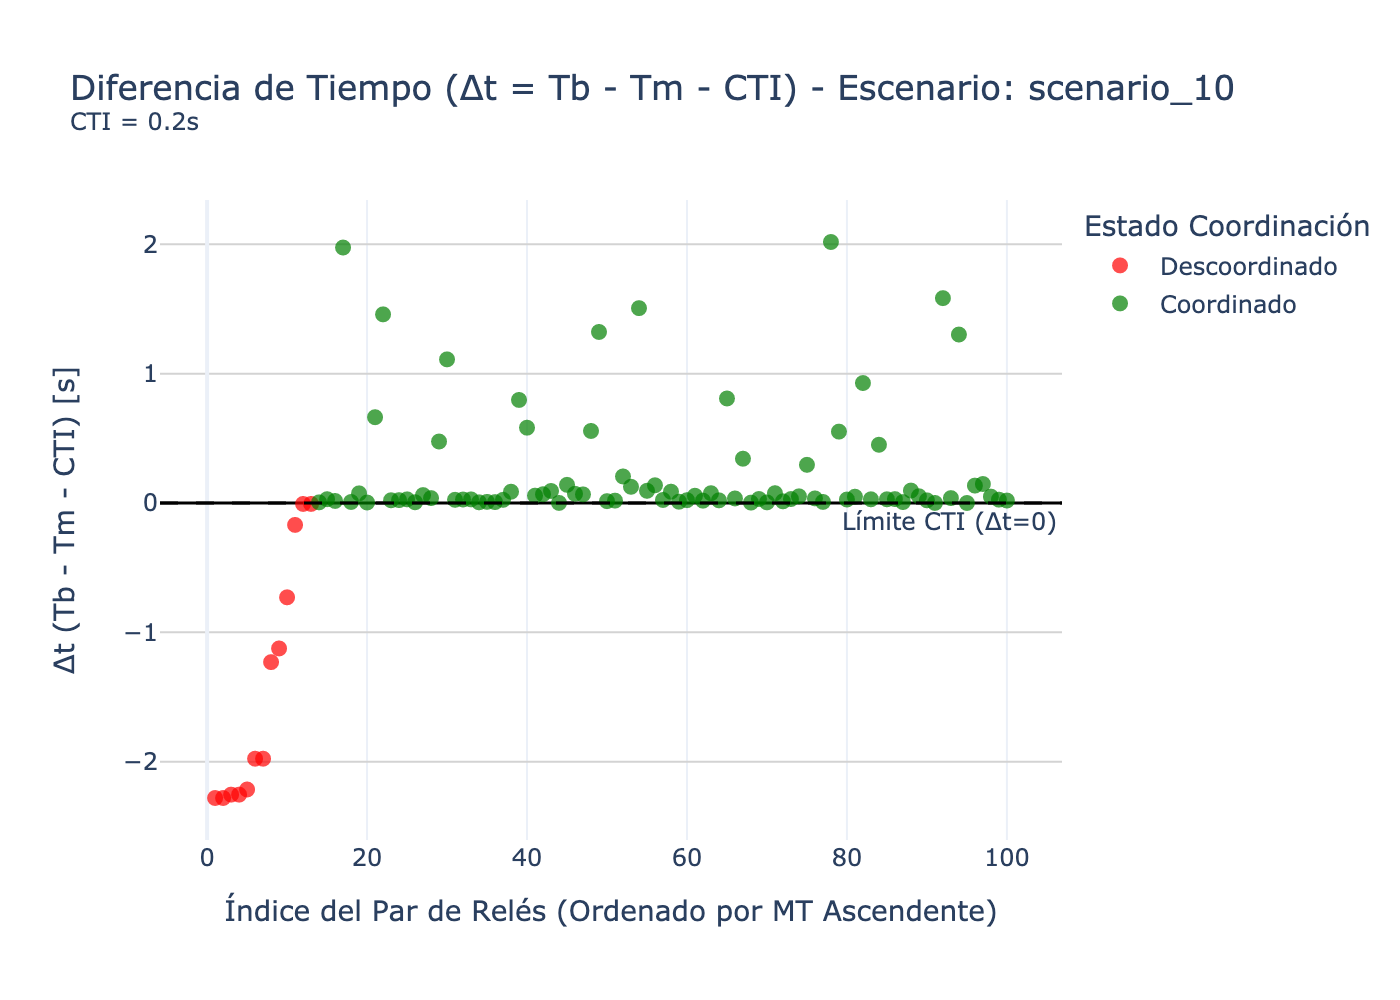 Diferencia de Tiempo (Δt = Tb - Tm - CTI) - Escenario: scenario_10
CTI = 0.2s
Estado Coordinación
Descoordinado
Coordinado
Δt (Tb - Tm - CTI) [s]
2
1
0
−1
−2
Límite CTI (Δt=0)
0 20 40 60 80 100
Índice del Par de Relés (Ordenado por MT Ascendente)